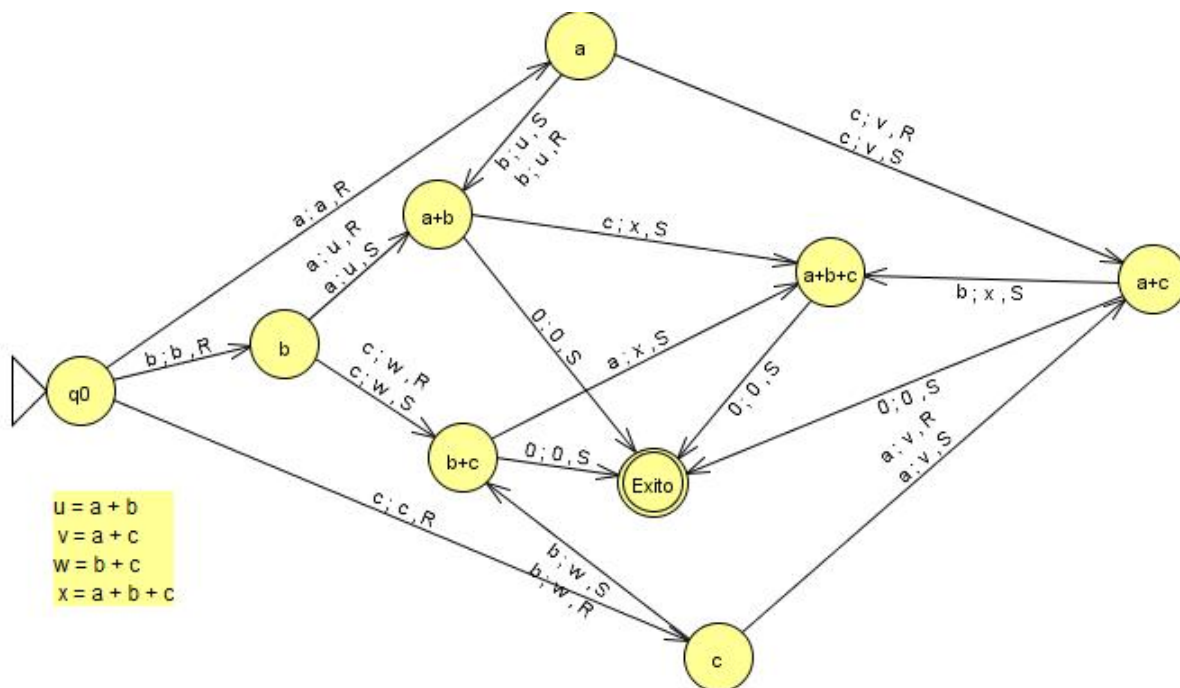 a
c ; v , R
c ; v , S
b ; u , S
b ; u , R
a ; a , R
a+b
c ; x , S
a ; u , R
a ; u , S
a+b+c
a+c
b ; x , S
b ; b , R
b
0 ; 0 , S
c ; w , R
c ; w , S
a ; x , S
0 ; 0 , S
0 ; 0 , S
q0
b+c
0 ; 0 , S
Exito
a ; v , R
a ; v , S
c ; c , R
b ; w , S
b ; w , R
u = a + b
v = a + c
w = b + c
x = a + b + c
c